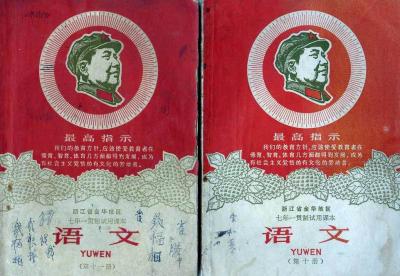 最高指示
我们的教育方针,应该使受教育者在
德育、智育、体育几方面都得到发展,成为
有社会主义觉悟的有文化的劳动者。
浙江省金华地区
七年一贯制试用课本
语文
YUWEN
(第十一册)
最高指示
我们的教育方针,应该使受教育者在
德育、智育、体育几方面都得到发展,成为
有社会主义觉悟的有文化的劳动者。
浙江省金华地区
七年一贯制试用课本
语文
YUWEN
(第十册)